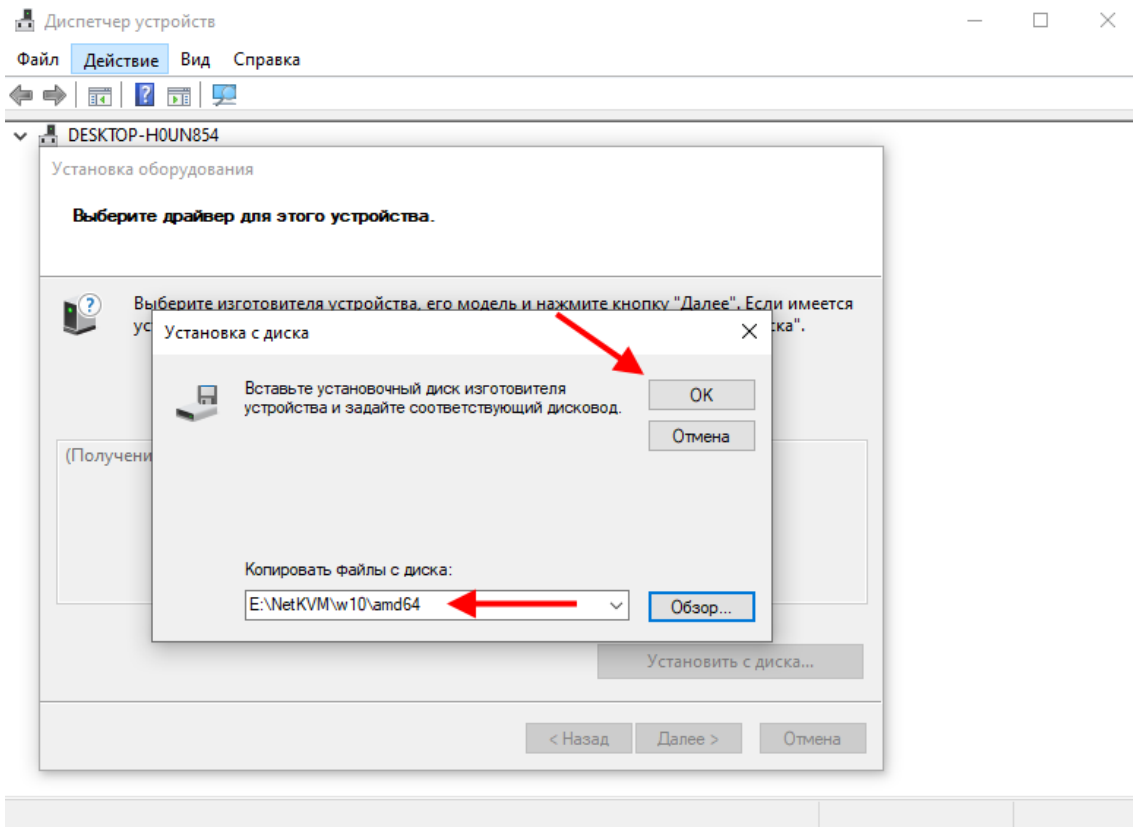 Диспетчер устройств
Файл Действие Вид Справка
DESKTOP-H0UN854
Установка оборудования
Выберите драйвер для этого устройства.
Выберите изготовителя устройства, его модель и нажмите кнопку "Далее". Если имеется
ус
ска".
Установка с диска
Вставьте установочный диск изготовителя
устройства и задайте соответствующий дисковод.
OK
Отмена
(Получени
Копировать файлы с диска:
E:\NetKVM\w10\amd64
Обзор...
Установить с диска...
< Назад Далее > Отмена